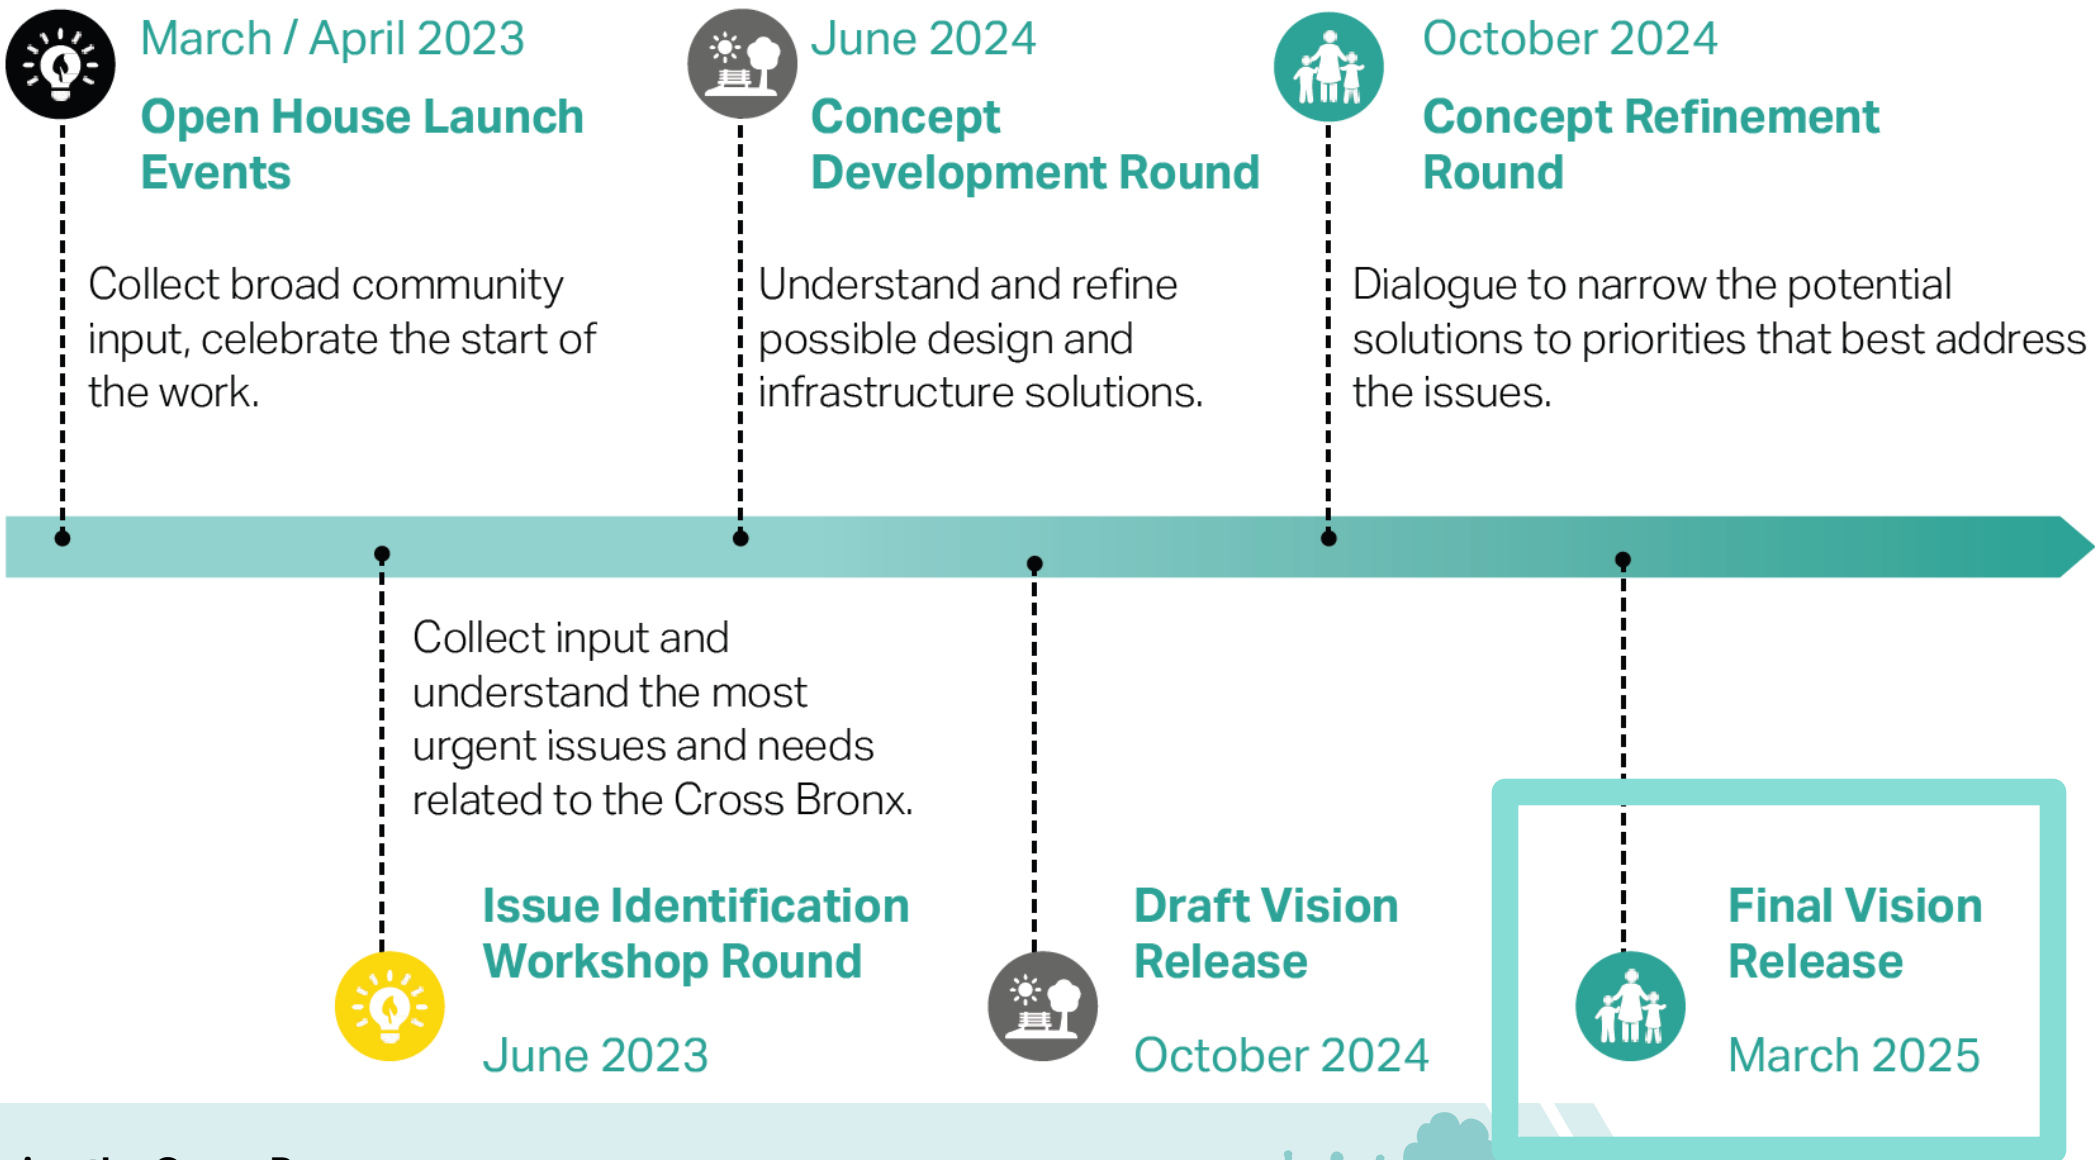 March / April 2023
Open House Launch
Events
Collect broad community
input, celebrate the start of
the work.
June 2024
Concept
Development Round
Understand and refine
possible design and
infrastructure solutions.
October 2024
Concept Refinement
Round
Dialogue to narrow the potential
solutions to priorities that best address
the issues.
Collect input and
understand the most
urgent issues and needs
related to the Cross Bronx.
Issue Identification
Workshop Round
June 2023
Draft Vision
Release
October 2024
Final Vision
Release
March 2025